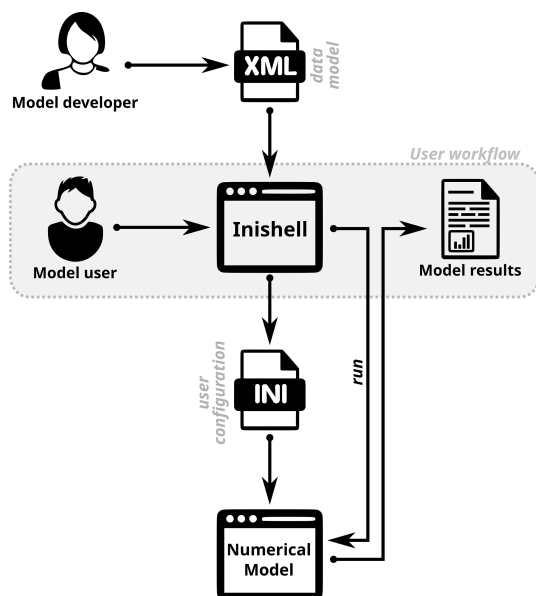 XML
data
model
Model developer
User workflow
Inishell
Model user
Model results
user
configuration
INI
run
Numerical
Model